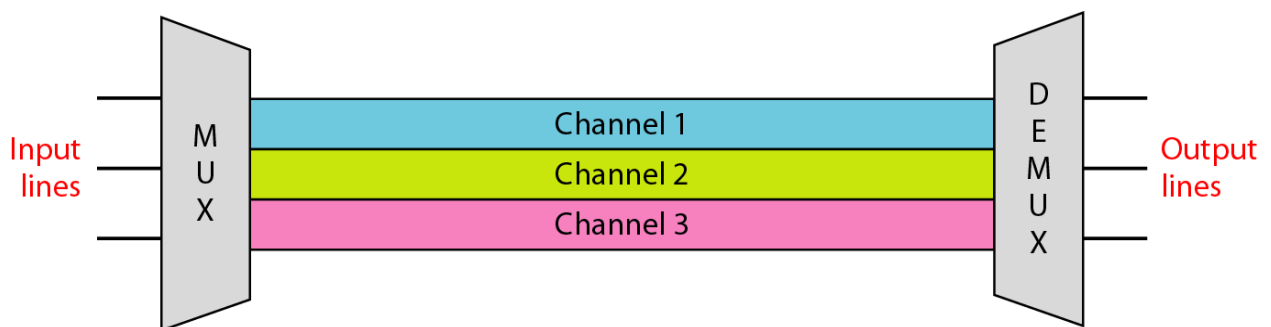 Input
lines
M
U
X
Channel 1
Channel 2
Channel 3
D
E
M
U
X
Output
lines